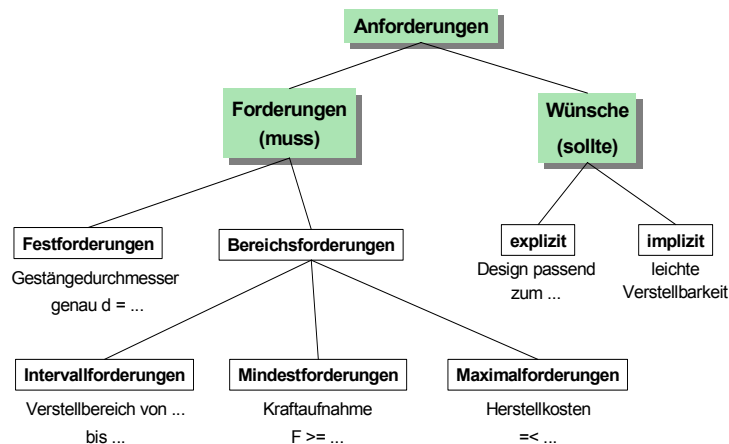 Anforderungen
Forderungen
(muss)
Wünsche
(sollte)
Festforderungen
Gestängedurchmesser
genau d = ...
Bereichsforderungen
explizit
Design passend
zum ...
implizit
leichte
Verstellbarkeit
Intervallforderungen
Verstellbereich von ...
bis ...
Mindestforderungen
Kraftaufnahme
F >= ...
Maximalforderungen
Herstellkosten
=< ...